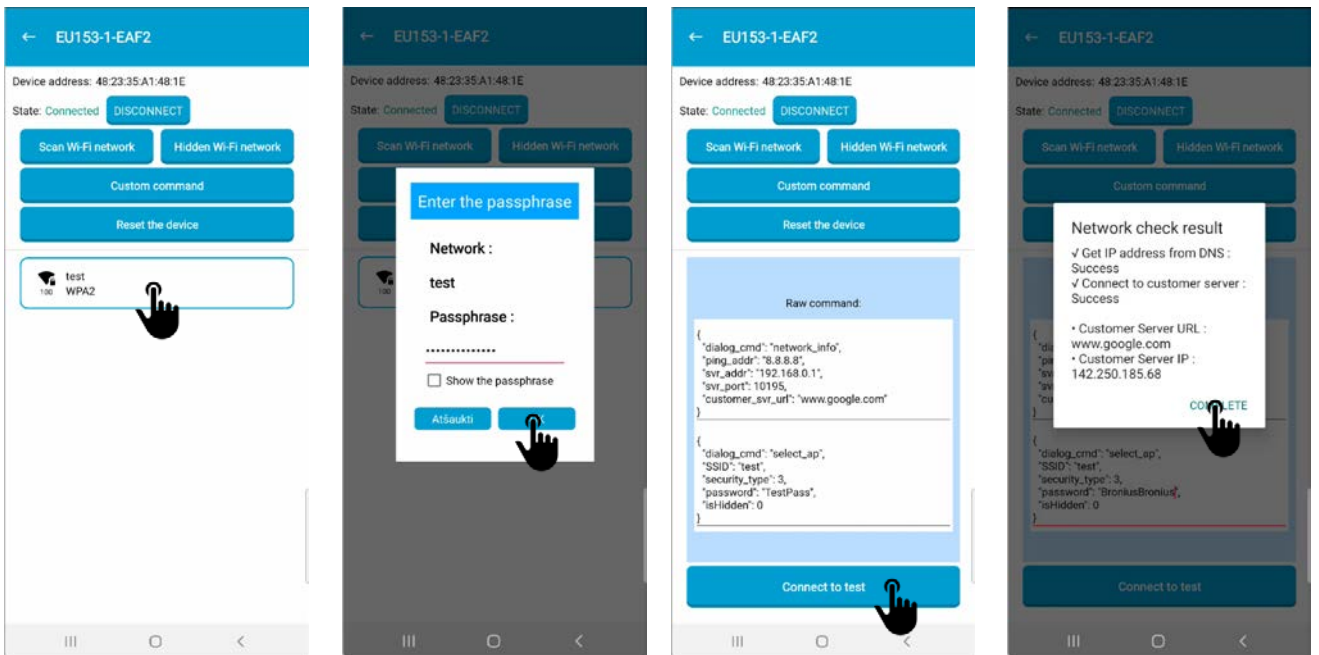 ← EU153-1-EAF2
Device address: 48:23:35:A1:48:1E
State: Connected DISCONNECT
Scan Wi-Fi network Hidden Wi-Fi network
Custom command
Reset the device
test
100 WPA2
← EU153-1-EAF2
Device address: 48:23:35:A1:48:1E
State: Connected DISCONNECT
Scan Wi-Fi network Hidden Wi-Fi network
Enter the passphrase
Network :
test
Passphrase :
••••••••••••••
Show the passphrase
Atšaukti
100
← EU153-1-EAF2
Device address: 48:23:35:A1:48:1E
State: Connected DISCONNECT
Scan Wi-Fi network Hidden Wi-Fi network
Custom command
Reset the device
Raw command:
{
"dialog_cmd": "network_info",
"ping_addr": "8.8.8.8",
"svr_addr": "192.168.0.1",
"svr_port": 10195,
"customer_svr_url": "www.google.com"
}
{
"dialog_cmd": "select_ap",
"SSID": "test",
"security_type": 3,
"password": "TestPass",
"isHidden": 0
}
Connect to test
← EU153-1-EAF2
Device address: 48:23:35:A1:48:1E
State: Connected DISCONNECT
Scan Wi-Fi network Hidden Wi-Fi network
Custom command
Network check result
√ Get IP address from DNS :
Success
√ Connect to customer server :
Success
• Customer Server URL :
www.google.com
• Customer Server IP :
142.250.185.68
{
"dialog_cmd": "select_ap",
"SSID": "test",
"security_type": 3,
"password": "BroniusBronius",
"isHidden": 0
}
Connect to test